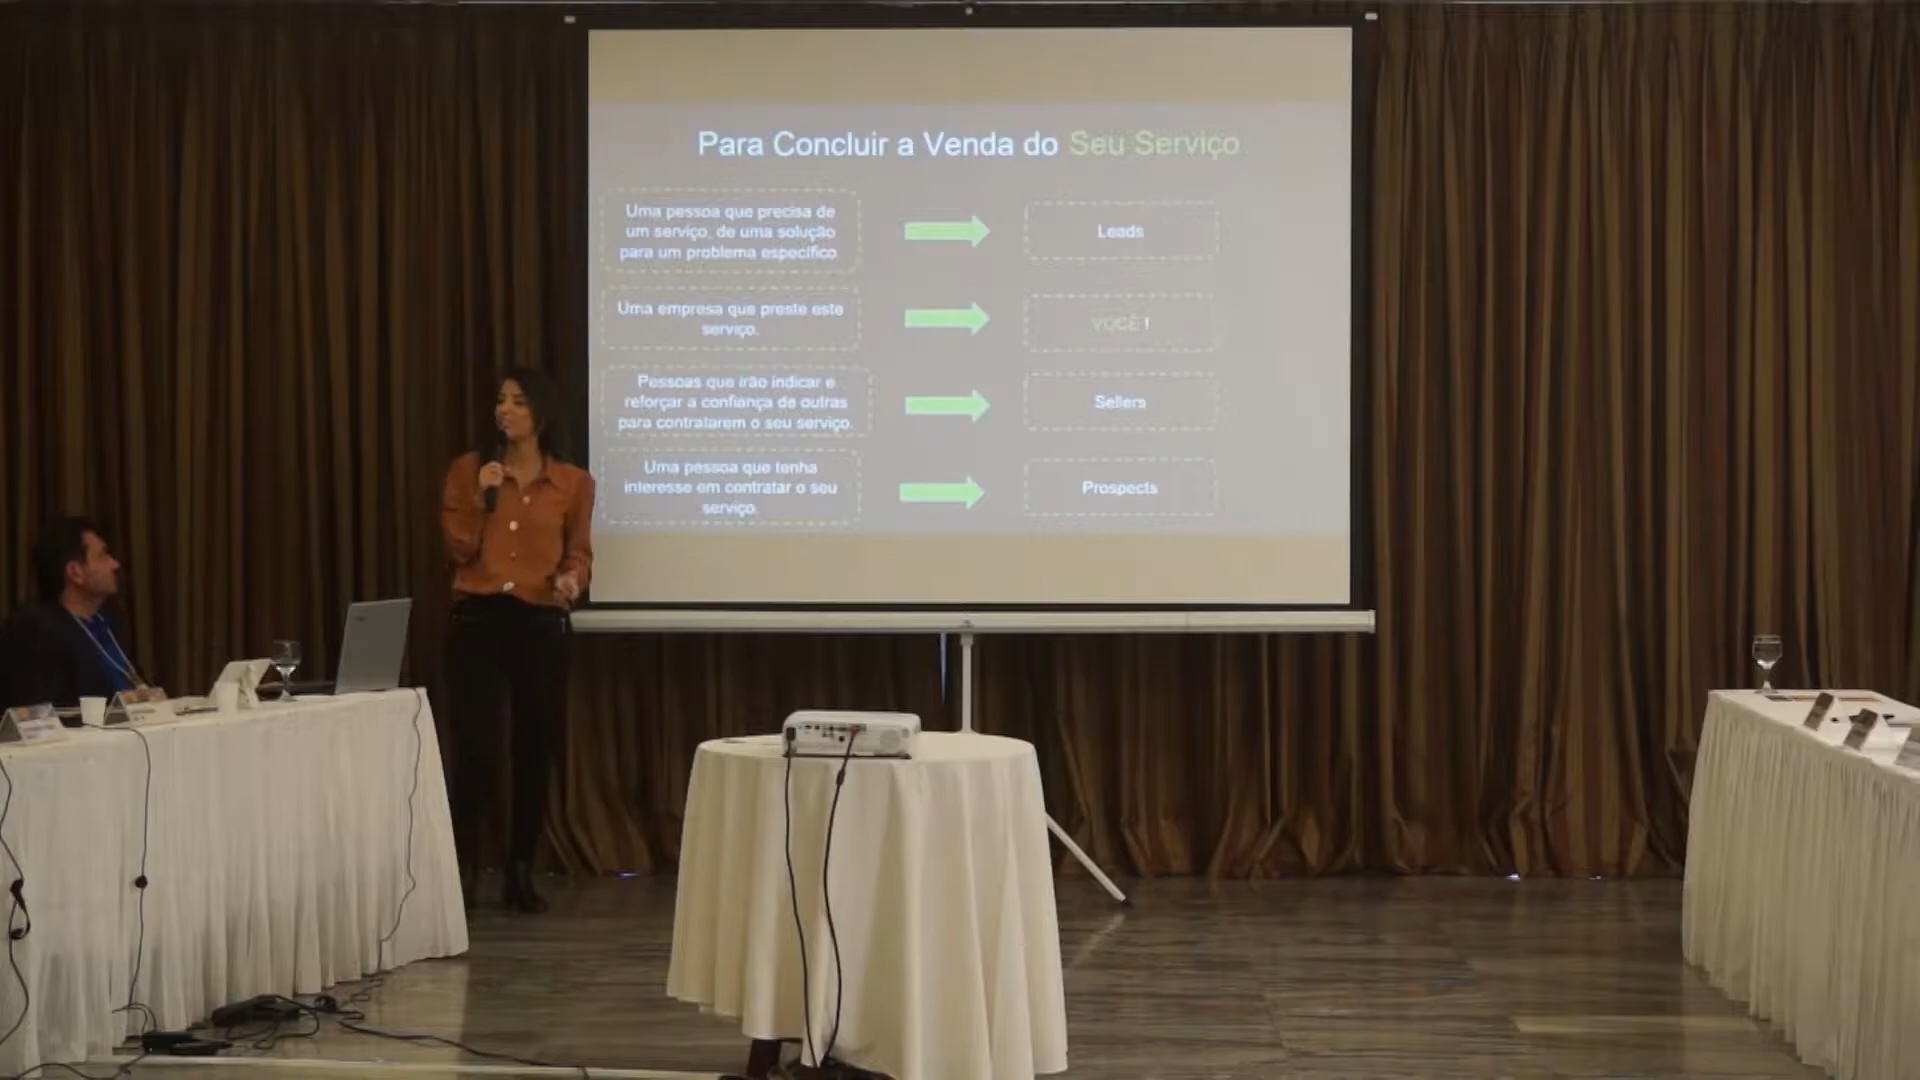 Para Concluir a Venda do Seu Serviço
Uma pessoa que precisa de
um serviço, de uma solução
para um problema específico
Leads
Uma empresa que preste este
serviço.
VOCÊ !
Pessoas que irão indicar e
reforçar a confiança de outras
para contratarem o seu serviço.
Sellers
Uma pessoa que tenha
interesse em contratar o seu
serviço.
Prospects